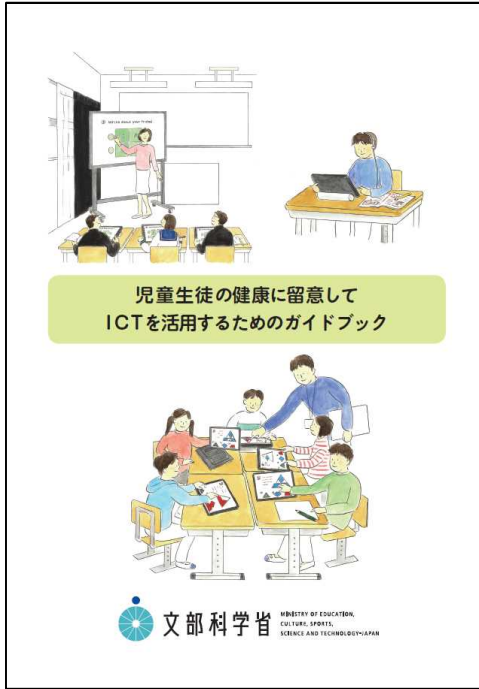 児童生徒の健康に留意して
ICTを活用するためのガイドブック
文部科学省
MINISTRY OF EDUCATION,
CULTURE, SPORTS,
SCIENCE AND TECHNOLOGY-JAPAN